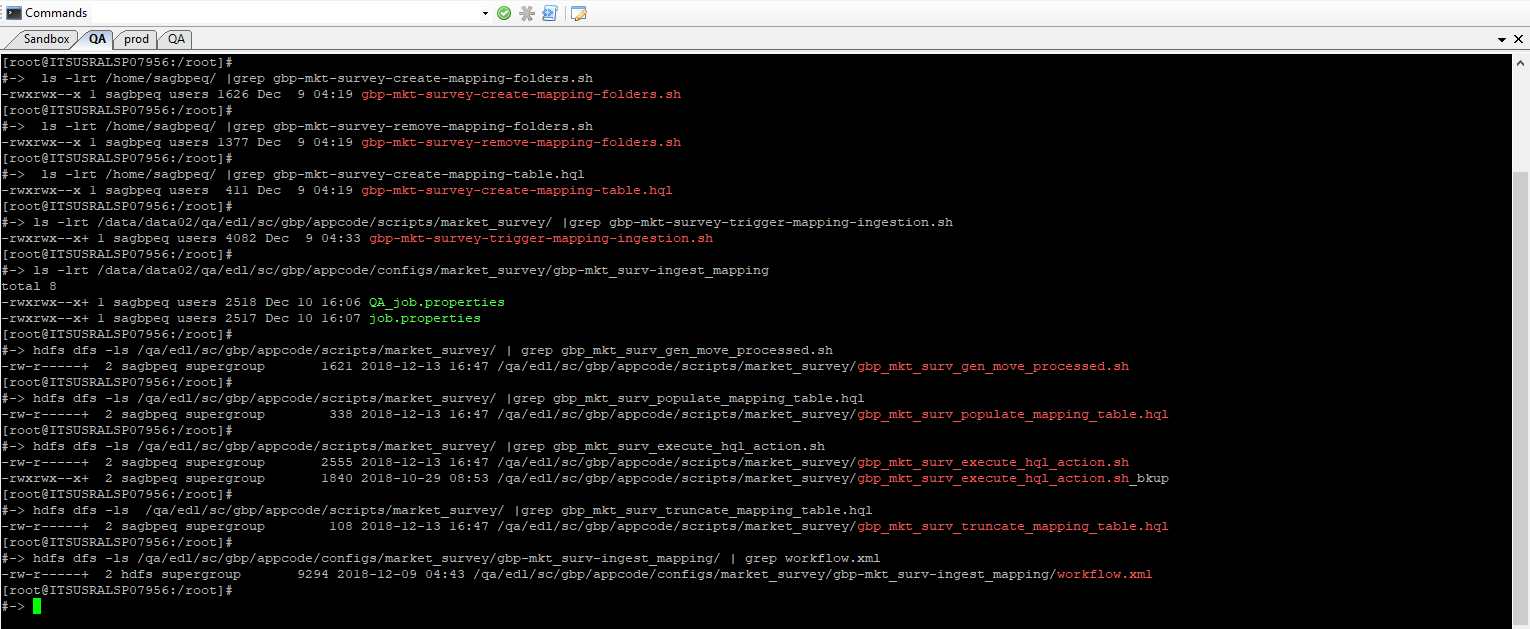 Commands
Sandbox QA prod QA
[root@ITSUSRALSP07956:/root]#
#-> ls -lrt /home/sagbpeq/ |grep gbp-mkt-survey-create-mapping-folders.sh
-rwxrwx--x 1 sagbpeq users 1626 Dec  9 04:19 gbp-mkt-survey-create-mapping-folders.sh
[root@ITSUSRALSP07956:/root]#
#->  ls -lrt /home/sagbpeq/ |grep gbp-mkt-survey-remove-mapping-folders.sh
-rwxrwx--x 1 sagbpeq users 1377 Dec  9 04:19 gbp-mkt-survey-remove-mapping-folders.sh
[root@ITSUSRALSP07956:/root]#
#->  ls -lrt /home/sagbpeq/ |grep gbp-mkt-survey-create-mapping-table.hql
-rwxrwx--x 1 sagbpeq users  411 Dec  9 04:19 gbp-mkt-survey-create-mapping-table.hql
[root@ITSUSRALSP07956:/root]#
#-> ls -lrt /data/data02/qa/edl/sc/gbp/appcode/scripts/market_survey/ |grep gbp-mkt-survey-trigger-mapping-ingestion.sh
-rwxrwx--x+ 1 sagbpeq users 4082 Dec  9 04:33 gbp-mkt-survey-trigger-mapping-ingestion.sh
[root@ITSUSRALSP07956:/root]#
#-> ls -lrt /data/data02/qa/edl/sc/gbp/appcode/configs/market_survey/gbp-mkt_surv-ingest_mapping
total 8
-rwxrwx--x+ 1 sagbpeq users 2518 Dec 10 16:06 QA_job.properties
-rwxrwx--x+ 1 sagbpeq users 2517 Dec 10 16:07 job.properties
[root@ITSUSRALSP07956:/root]#
#-> hdfs dfs -ls /qa/edl/sc/gbp/appcode/scripts/market_survey/ | grep gbp_mkt_surv_gen_move_processed.sh
-rw-r-----+  2 sagbpeq supergroup       1621 2018-12-13 16:47 /qa/edl/sc/gbp/appcode/scripts/market_survey/gbp_mkt_surv_gen_move_processed.sh
[root@ITSUSRALSP07956:/root]#
#-> hdfs dfs -ls /qa/edl/sc/gbp/appcode/scripts/market_survey/ |grep gbp_mkt_surv_populate_mapping_table.hql
-rw-r-----+  2 sagbpeq supergroup        338 2018-12-13 16:47 /qa/edl/sc/gbp/appcode/scripts/market_survey/gbp_mkt_surv_populate_mapping_table.hql
[root@ITSUSRALSP07956:/root]#
#-> hdfs dfs -ls /qa/edl/sc/gbp/appcode/scripts/market_survey/ |grep gbp_mkt_surv_execute_hql_action.sh
-rw-r-----+  2 sagbpeq supergroup       2555 2018-12-13 16:47 /qa/edl/sc/gbp/appcode/scripts/market_survey/gbp_mkt_surv_execute_hql_action.sh
-rwxrwx--x+  2 sagbpeq supergroup       1840 2018-10-29 08:53 /qa/edl/sc/gbp/appcode/scripts/market_survey/gbp_mkt_surv_execute_hql_action.sh_bkup
[root@ITSUSRALSP07956:/root]#
#-> hdfs dfs -ls  /qa/edl/sc/gbp/appcode/scripts/market_survey/ |grep gbp_mkt_surv_truncate_mapping_table.hql
-rw-r-----+  2 sagbpeq supergroup        108 2018-12-13 16:47 /qa/edl/sc/gbp/appcode/scripts/market_survey/gbp_mkt_surv_truncate_mapping_table.hql
[root@ITSUSRALSP07956:/root]#
#-> hdfs dfs -ls /qa/edl/sc/gbp/appcode/configs/market_survey/gbp-mkt_surv-ingest_mapping/ | grep workflow.xml
-rw-r-----+  2 hdfs supergroup       9294 2018-12-09 04:43 /qa/edl/sc/gbp/appcode/configs/market_survey/gbp-mkt_surv-ingest_mapping/workflow.xml
[root@ITSUSRALSP07956:/root]#
#->